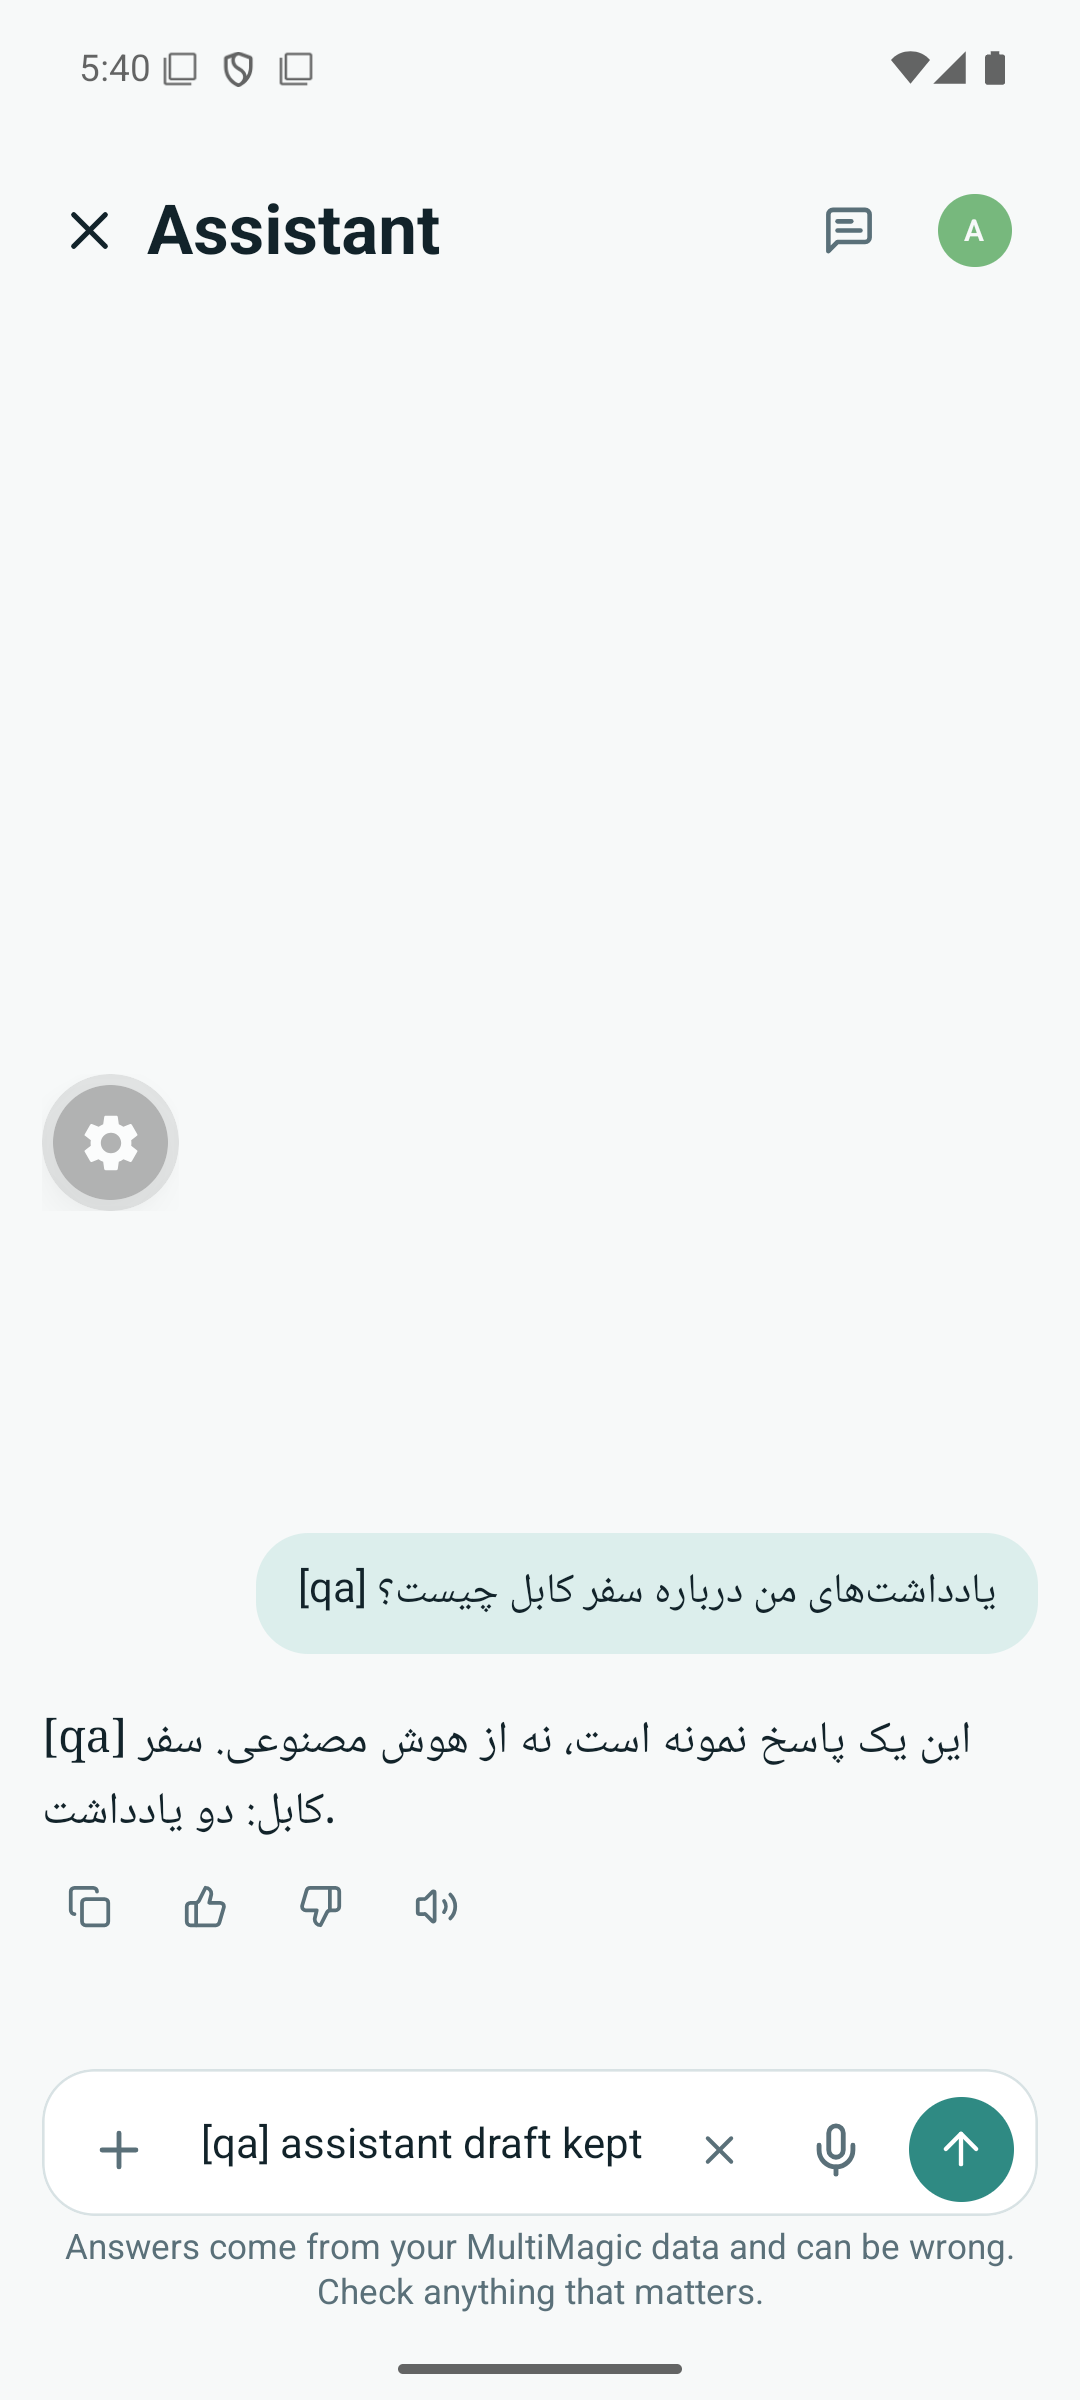 5:40
Assistant
A
یادداشت‌های من درباره سفر کابل چیست؟ [qa]
[qa] این یک پاسخ نمونه است، نه از هوش مصنوعی. سفر
کابل: دو یادداشت.
[qa] assistant draft kept
Answers come from your MultiMagic data and can be wrong.
Check anything that matters.